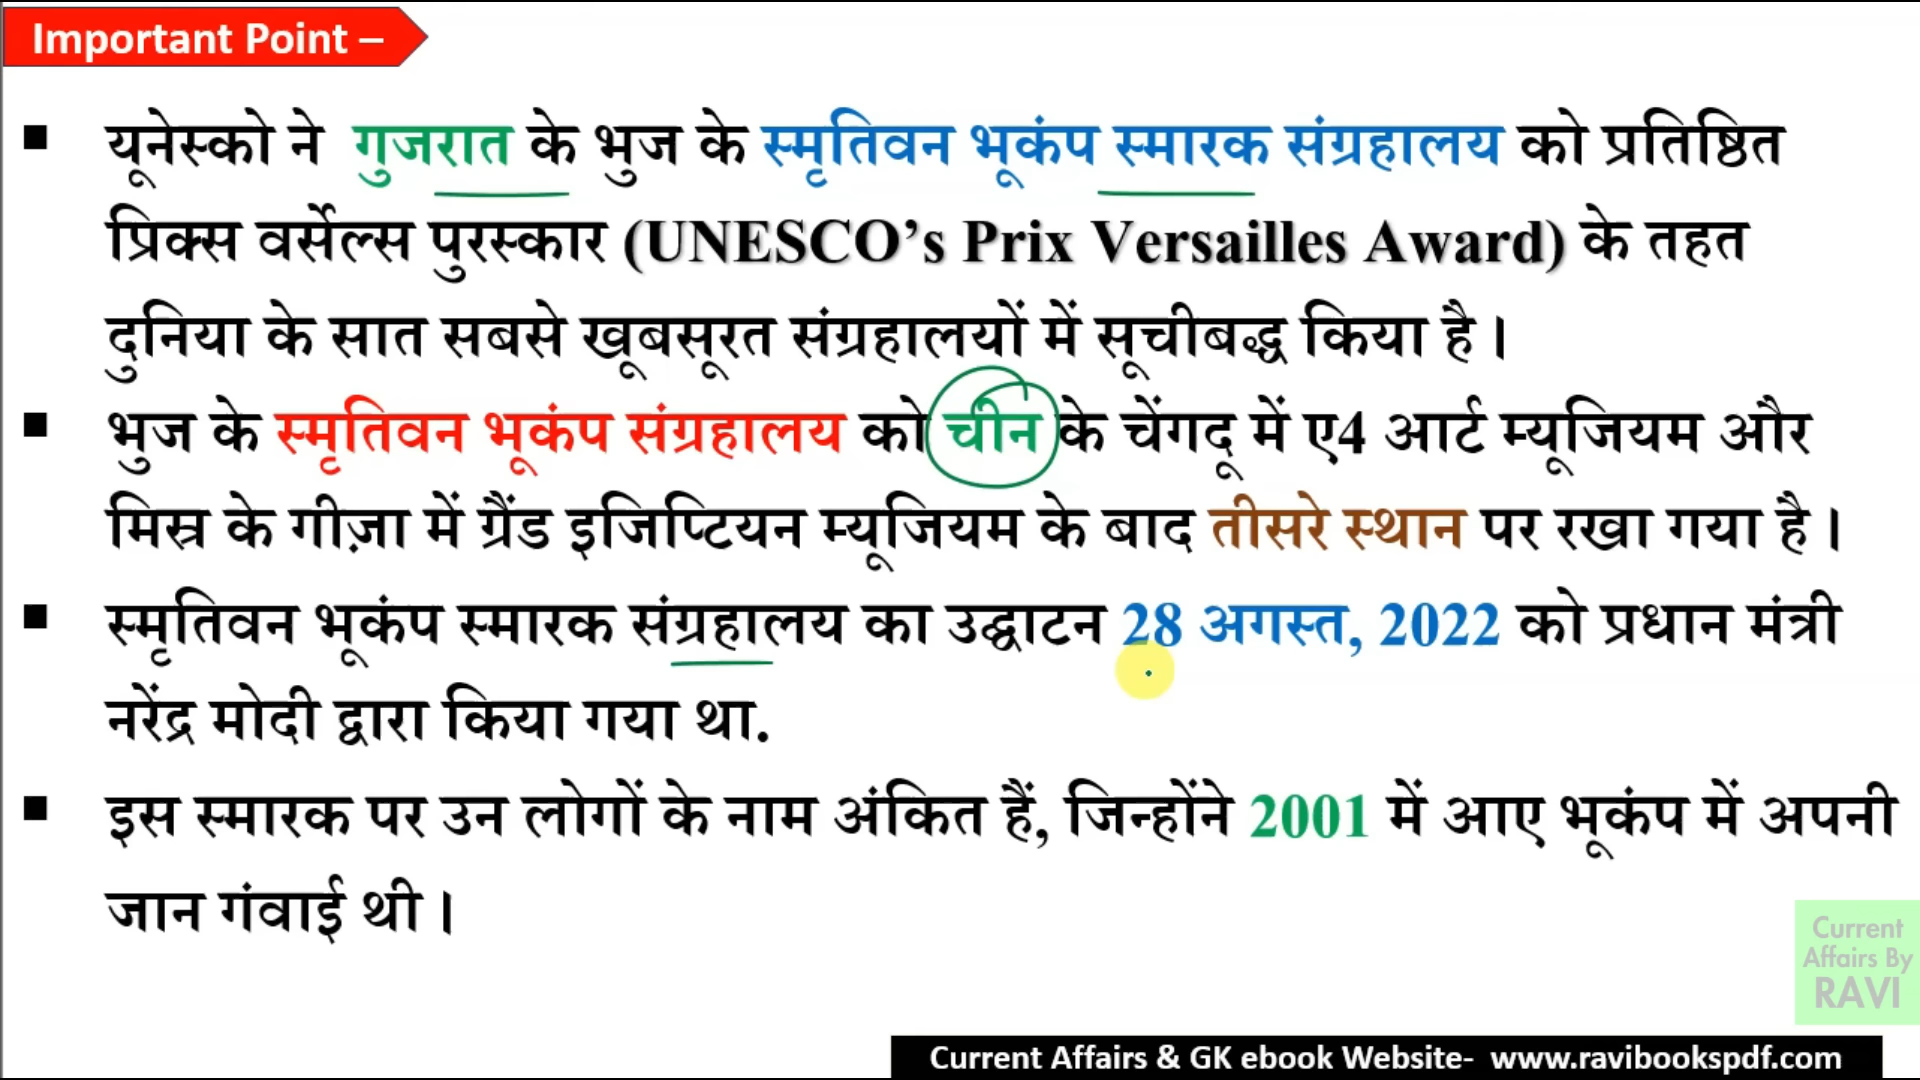 Important Point –
▪ यूनेस्को ने गुजरात के भुज के स्मृतिवन भूकंप स्मारक संग्रहालय को प्रतिष्ठित
प्रिक्स वर्सेल्स पुरस्कार (UNESCO’s Prix Versailles Award) के तहत
दुनिया के सात सबसे खूबसूरत संग्रहालयों में सूचीबद्ध किया है।
▪ भुज के स्मृतिवन भूकंप संग्रहालय को चीन के चेंगदू में ए4 आर्ट म्यूजियम और
मिस्र के गीज़ा में ग्रैंड इजिप्टियन म्यूजियम के बाद तीसरे स्थान पर रखा गया है।
▪ स्मृतिवन भूकंप स्मारक संग्रहालय का उद्घाटन 28 अगस्त, 2022 को प्रधान मंत्री
नरेंद्र मोदी द्वारा किया गया था.
▪ इस स्मारक पर उन लोगों के नाम अंकित हैं, जिन्होंने 2001 में आए भूकंप में अपनी
जान गंवाई थी।
Current
Affairs By
RAVI
Current Affairs & GK ebook Website- www.ravibookspdf.com